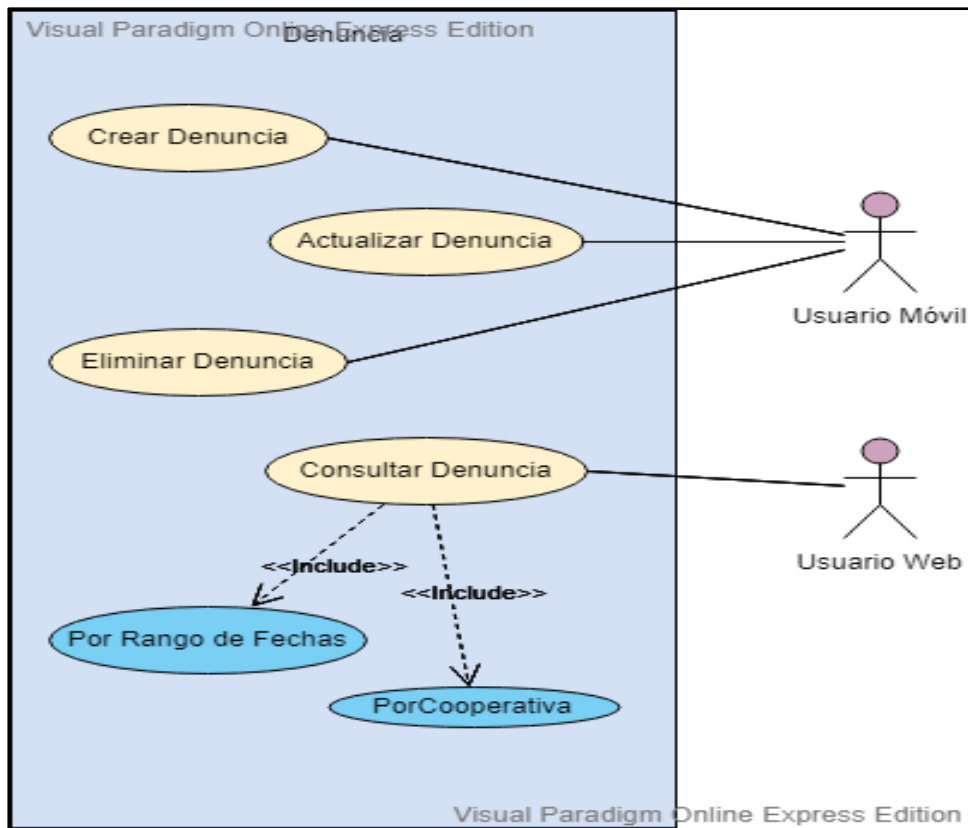 Visual Paradigm Online Express Edition
Denuncia
Crear Denuncia
Actualizar Denuncia
Usuario Móvil
Eliminar Denuncia
Consultar Denuncia
Usuario Web
<<Include>>
<<Include>>
Por Rango de Fechas
PorCooperativa
Visual Paradigm Online Express Edition